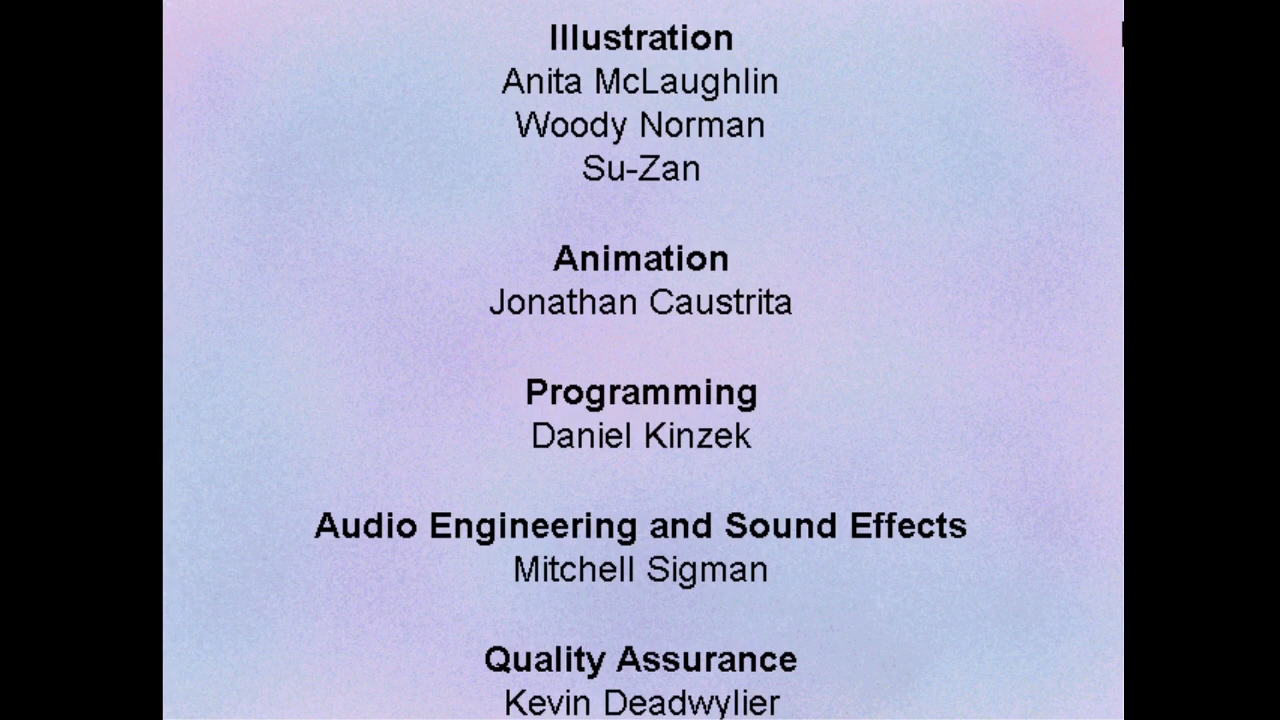 Illustration
Anita McLaughlin
Woody Norman
Su-Zan
Animation
Jonathan Caustrita
Programming
Daniel Kinzek
Audio Engineering and Sound Effects
Mitchell Sigman
Quality Assurance
Kevin Deadwylier